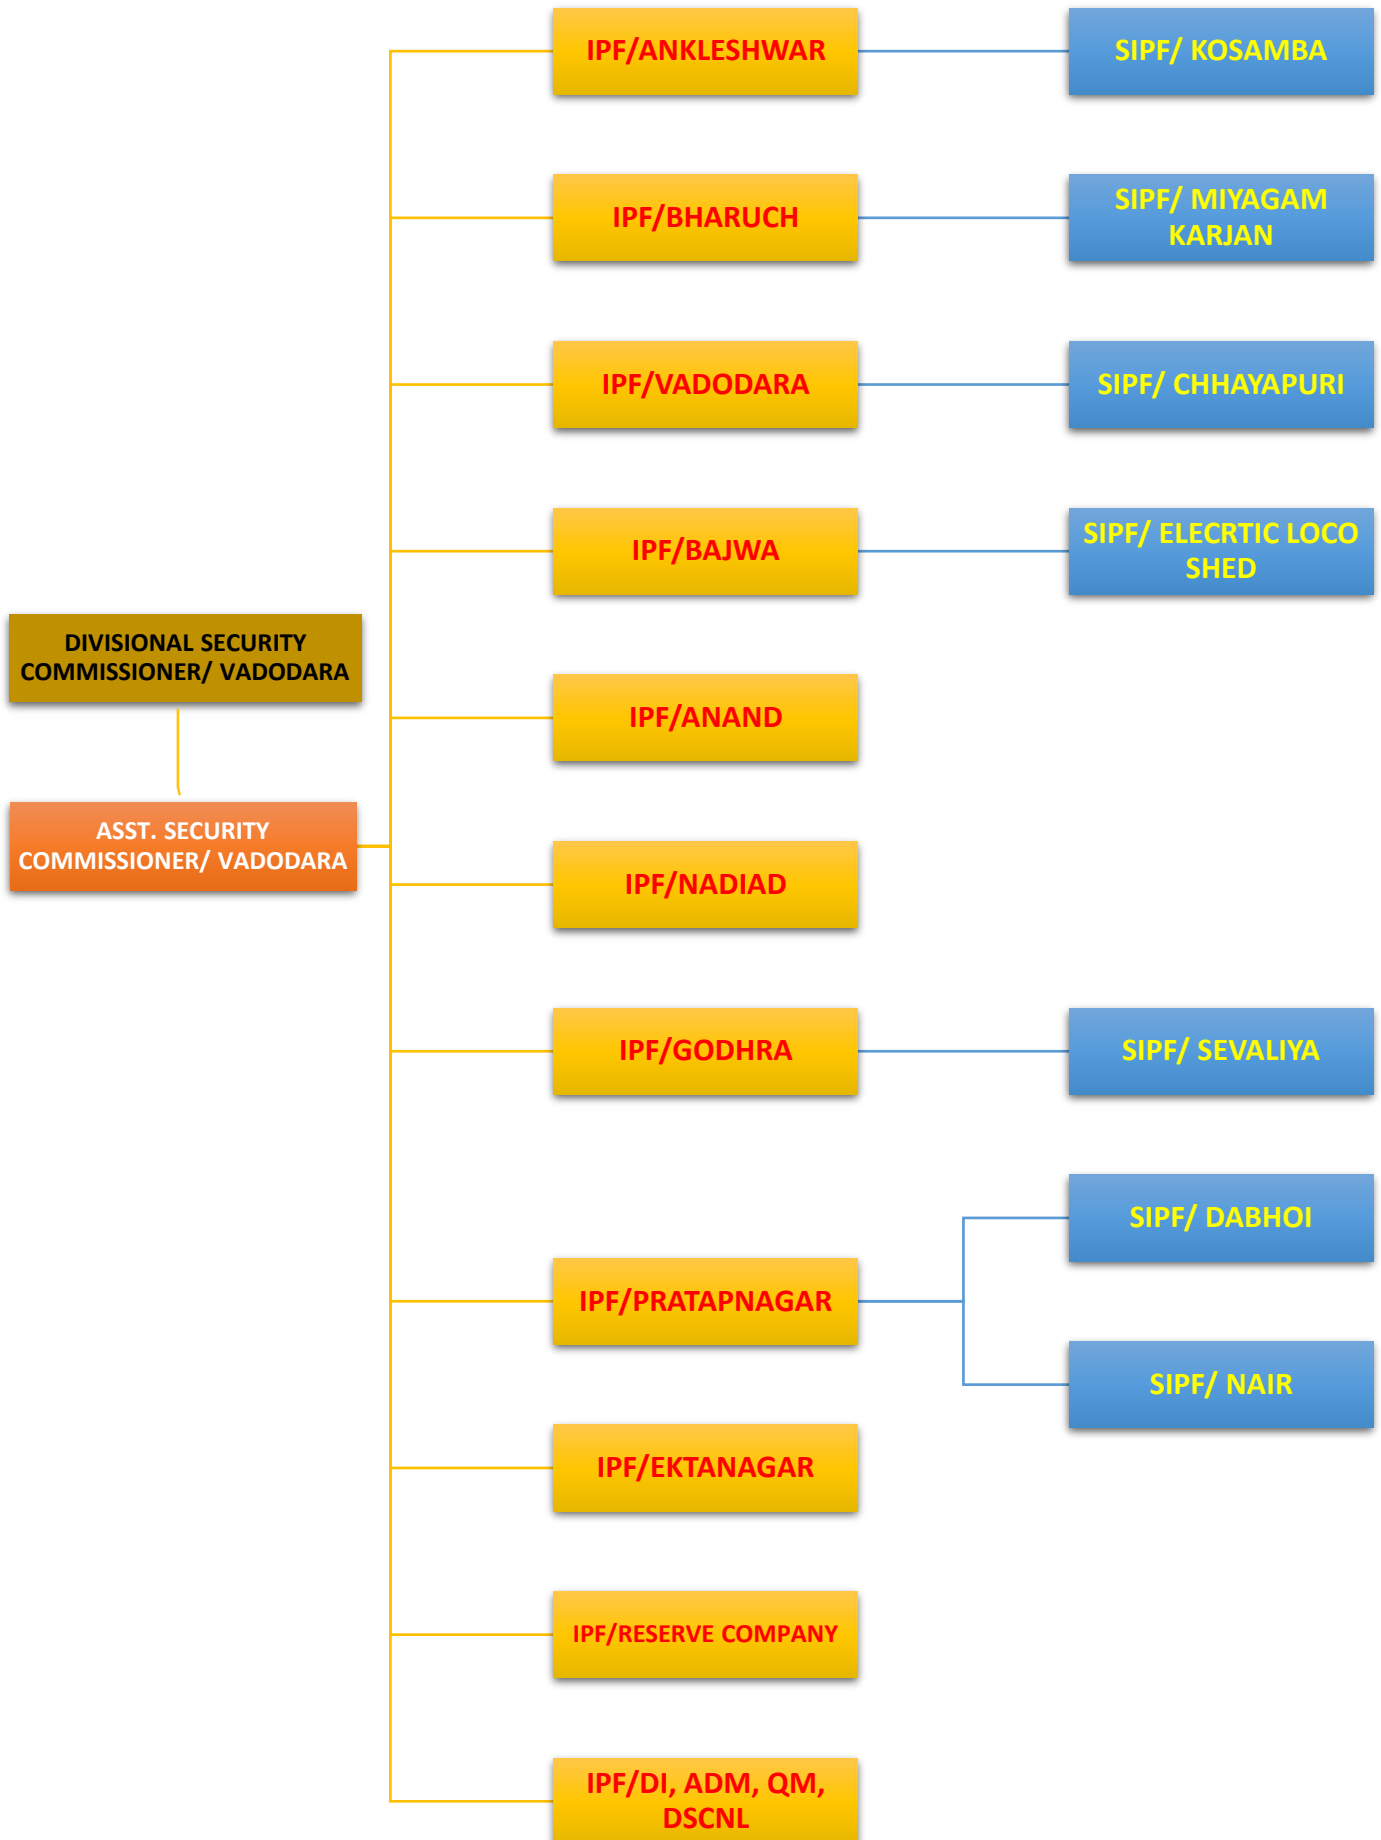 IPF/ANKLESHWAR
SIPF/ KOSAMBA
IPF/BHARUCH
SIPF/ MIYAGAM
KARJAN
IPF/VADODARA
SIPF/ CHHAYAPURI
IPF/BAJWA
SIPF/ ELECRTIC LOCO
SHED
DIVISIONAL SECURITY
COMMISSIONER/ VADODARA
IPF/ANAND
ASST. SECURITY
COMMISSIONER/ VADODARA
IPF/NADIAD
IPF/GODHRA
SIPF/ SEVALIYA
SIPF/ DABHOI
IPF/PRATAPNAGAR
SIPF/ NAIR
IPF/EKTANAGAR
IPF/RESERVE COMPANY
IPF/DI, ADM, QM,
DSCNL